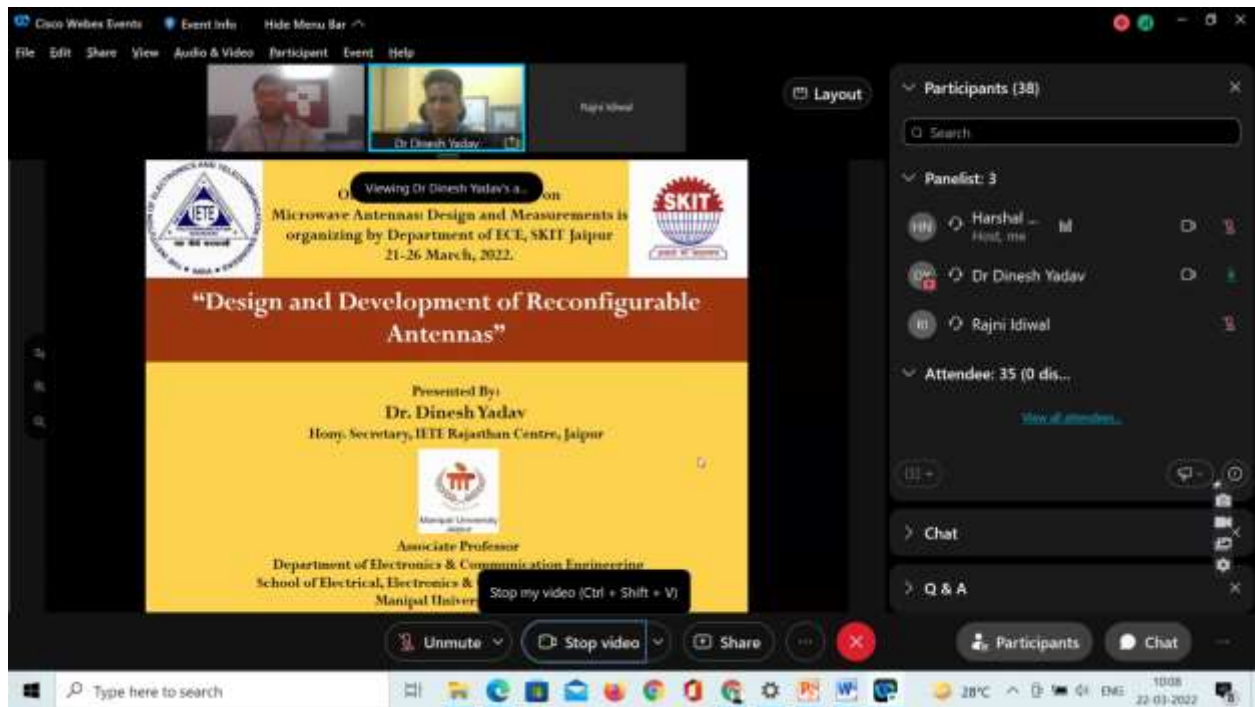 Cisco Webex Events
Event Info
Hide Menu Bar
File Edit Share View Audio & Video Participant Event Help
Dr Dinesh Yadav
Rajni Idiwal
Layout
Viewing Dr Dinesh Yadav's a...
on
Microwave Antennas: Design and Measurements is
organizing by Department of ECE, SKIT Jaipur
21-26 March, 2022.
IETE
SKIT
“Design and Development of Reconfigurable
Antennas”
Presented By:
Dr. Dinesh Yadav
Hony. Secretary, IETE Rajasthan Centre, Jaipur
Manipal University
Jaipur
Associate Professor
Department of Electronics & Communication Engineering
School of Electrical, Electronics &
Manipal Univer
Stop my video (Ctrl + Shift + V)
Participants (38)
Search
Panelist: 3
HN
Harshal ...
Host, me
Dr Dinesh Yadav
RI
Rajni Idiwal
Attendee: 35 (0 dis...
View all attendees...
Chat
Q & A
Unmute
Stop video
Share
Participants
Chat
Type here to search
28°C
ENG
10:08
22-03-2022